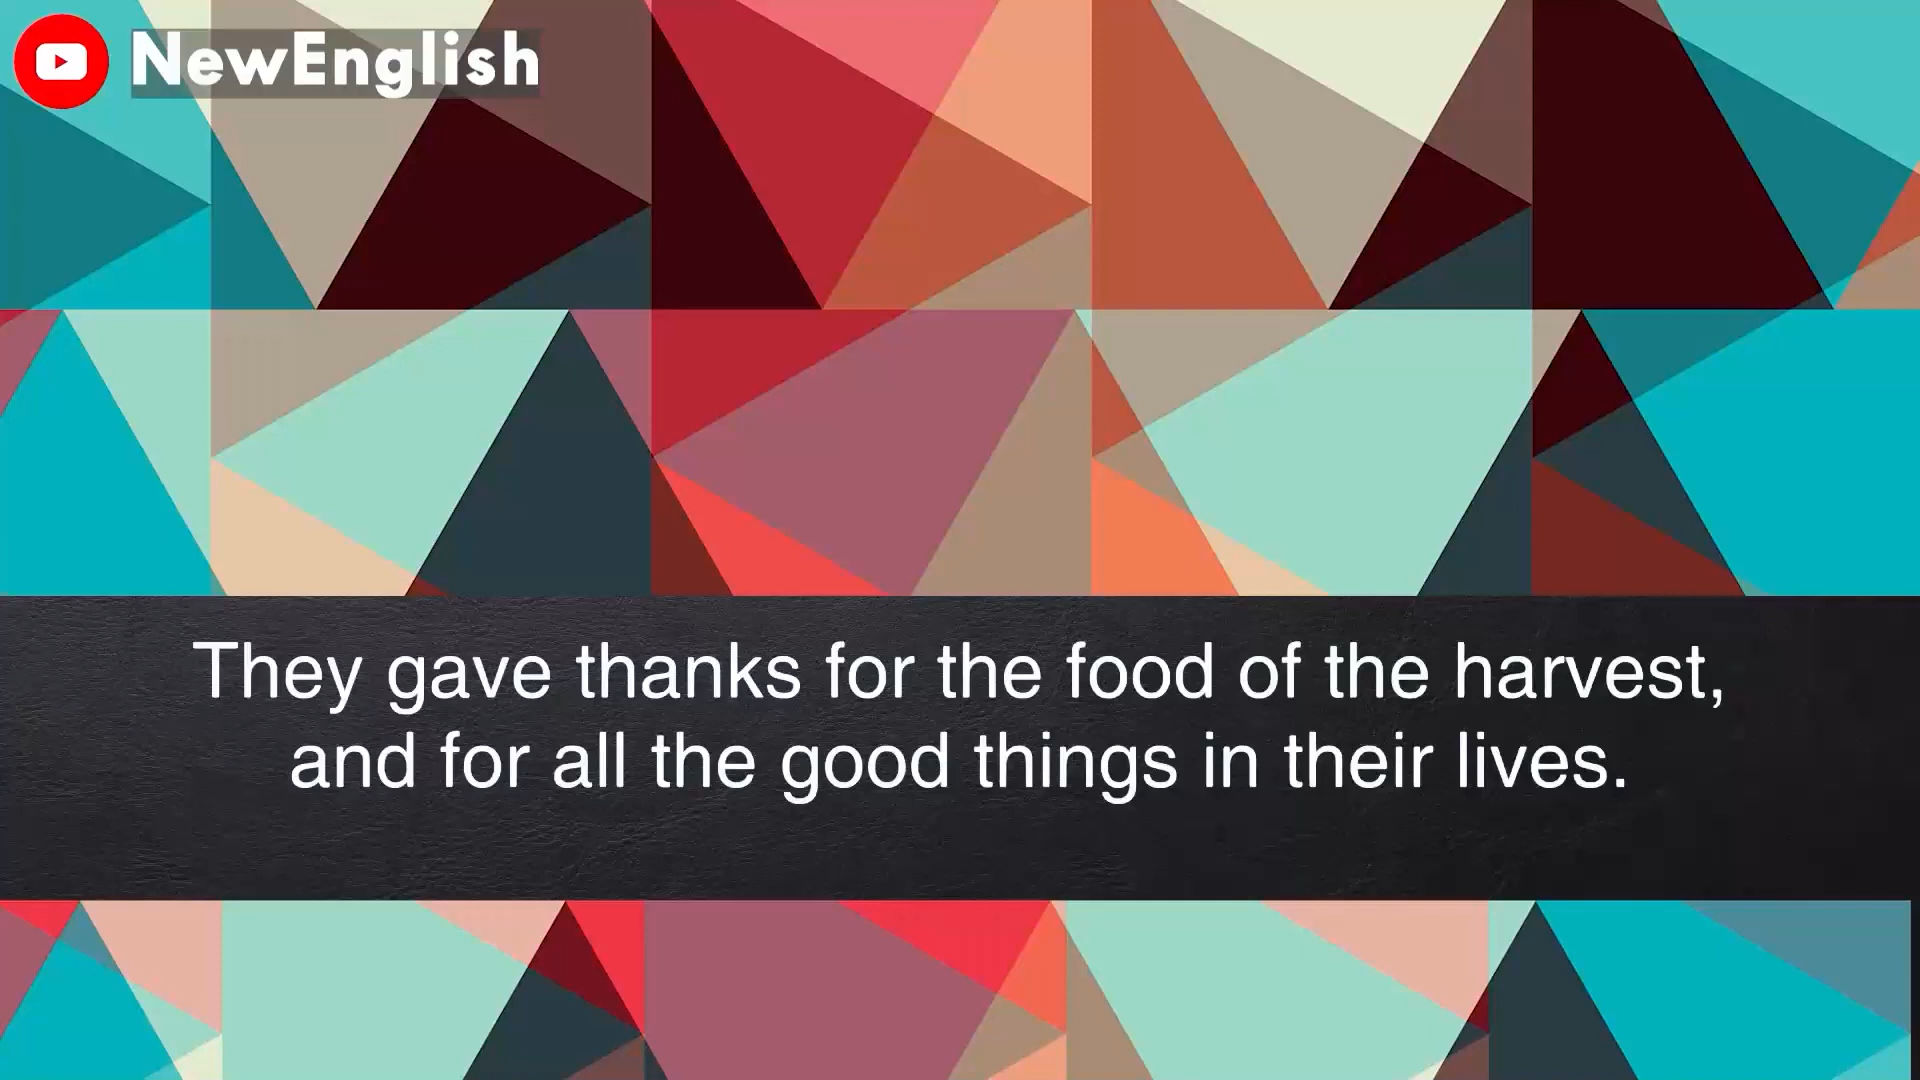 NewEnglish
They gave thanks for the food of the harvest,
and for all the good things in their lives.